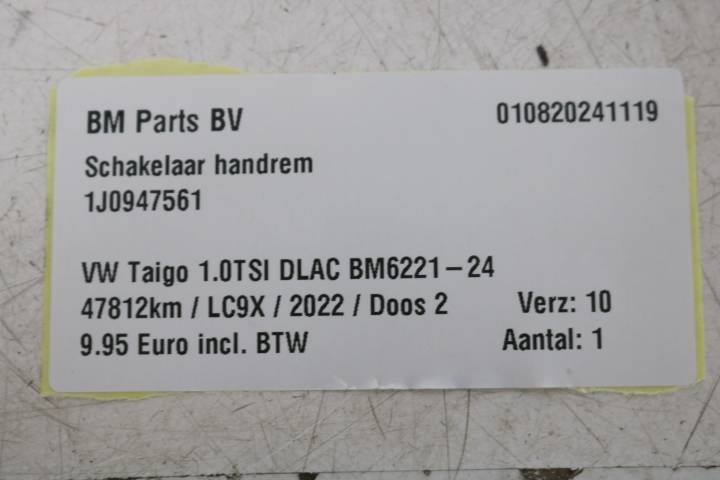 BM Parts BV 010820241119
Schakelaar handrem
1J0947561
VW Taigo 1.0TSI DLAC BM6221-24
47812km / LC9X / 2022 / Doos 2 Verz: 10
9.95 Euro incl. BTW Aantal: 1